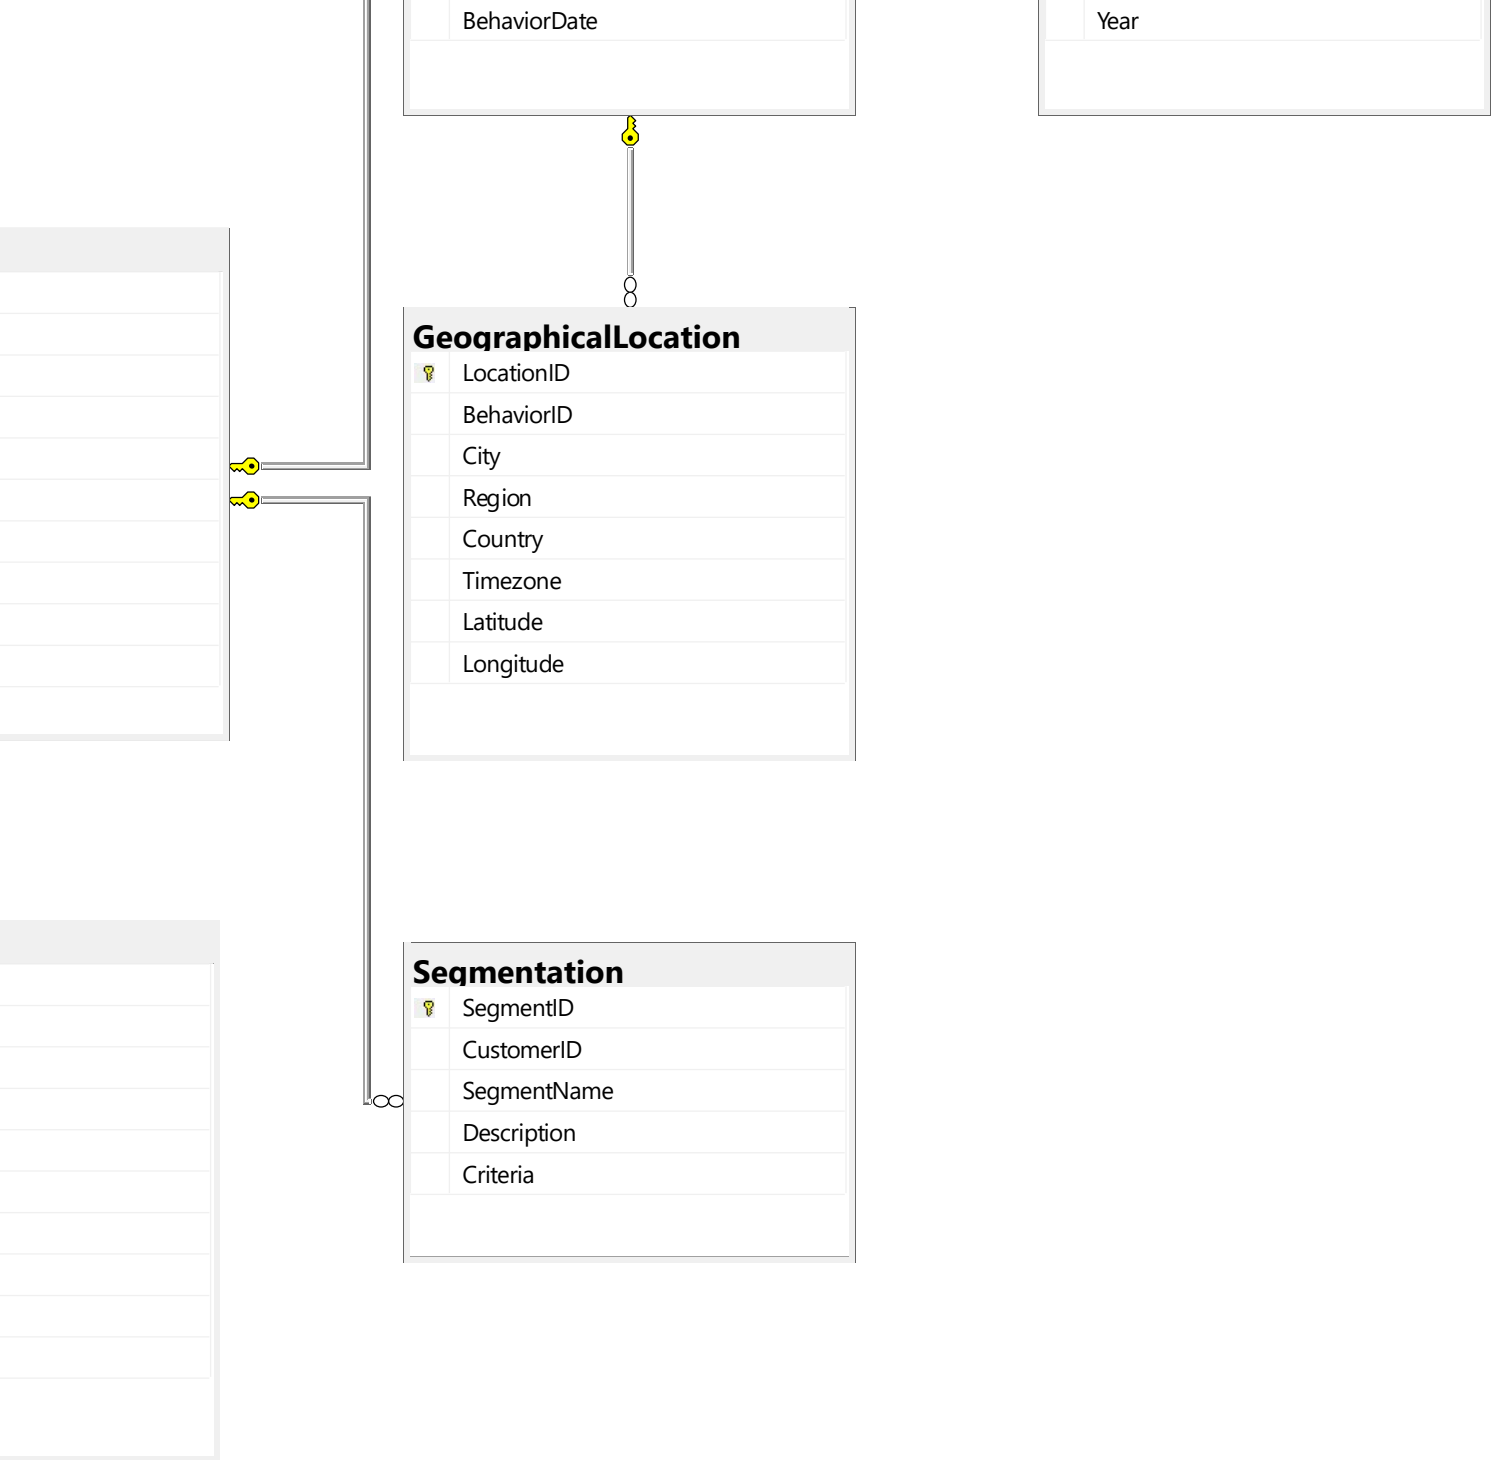 BehaviorDate
Year
GeographicalLocation
LocationID
BehaviorID
City
Region
Country
Timezone
Latitude
Longitude
Segmentation
SegmentID
CustomerID
SegmentName
Description
Criteria